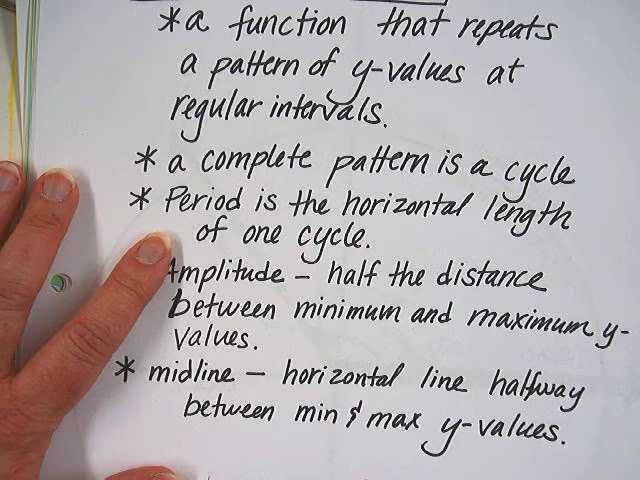 * a function that repeats
a pattern of y-values at
regular intervals.
* a complete pattern is a cycle
* Period is the horizontal length
of one cycle.
Amplitude - half the distance
between minimum and maximum y-
values.
* midline - horizontal line halfway
between min & max y-values.